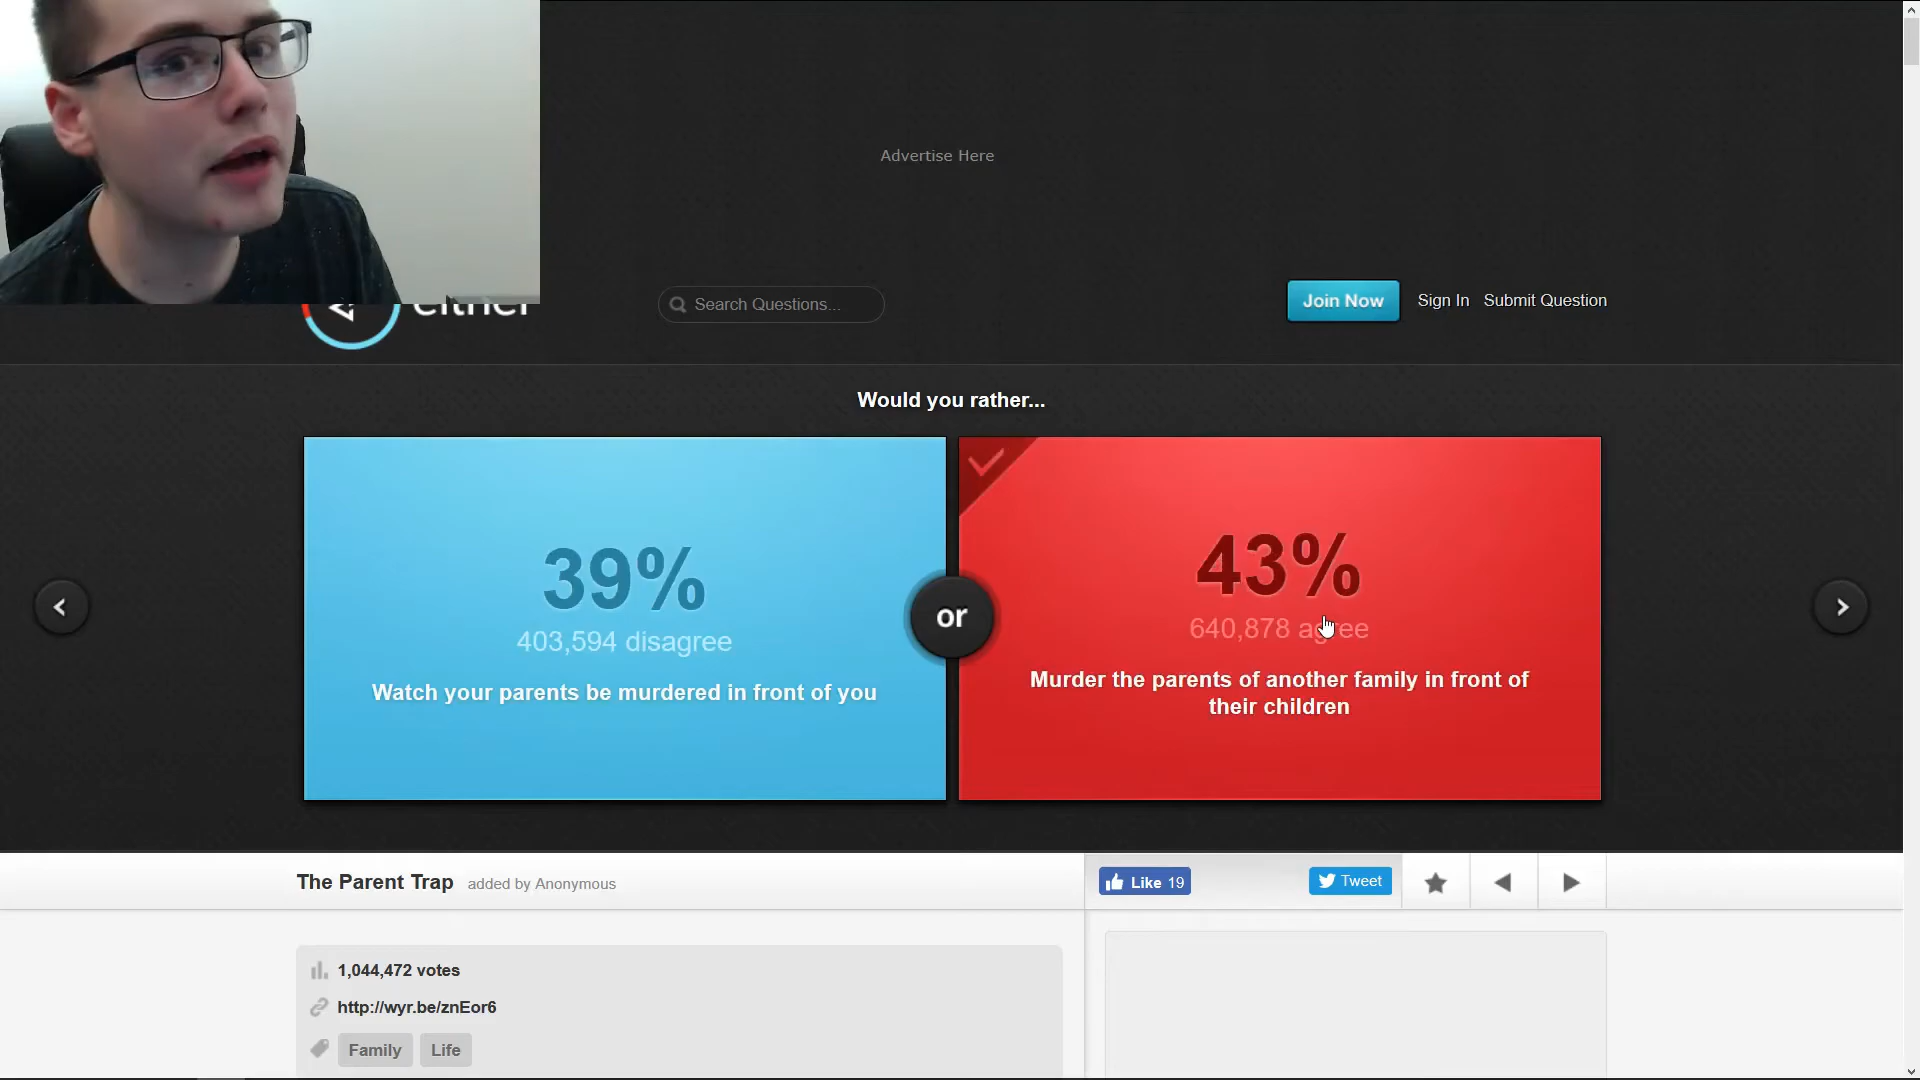 Advertise Here
either
Search Questions...
Join Now
Sign In
Submit Question
Would you rather...
39%
403,594 disagree
Watch your parents be murdered in front of you
or
43%
640,878 agree
Murder the parents of another family in front of
their children
The Parent Trap
added by Anonymous
Like 19
Tweet
1,044,472 votes
http://wyr.be/znEor6
Family
Life